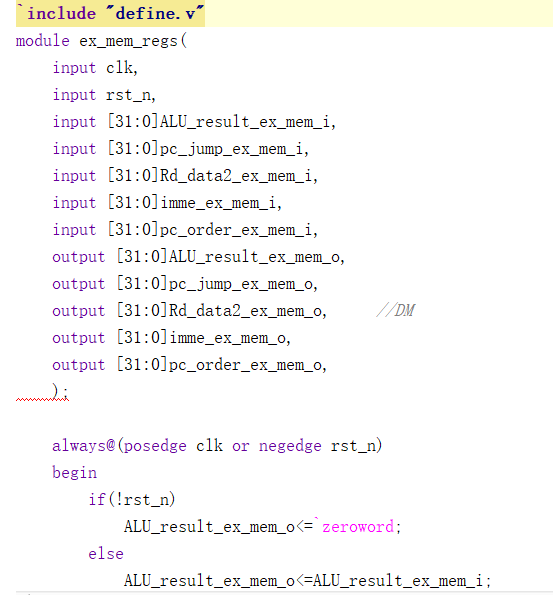 `include "define.v"
module ex_mem_regs(
    input clk,
    input rst_n,
    input [31:0]ALU_result_ex_mem_i,
    input [31:0]pc_jump_ex_mem_i,
    input [31:0]Rd_data2_ex_mem_i,
    input [31:0]imme_ex_mem_i,
    input [31:0]pc_order_ex_mem_i,
    output [31:0]ALU_result_ex_mem_o,
    output [31:0]pc_jump_ex_mem_o,
    output [31:0]Rd_data2_ex_mem_o,     //DM
    output [31:0]imme_ex_mem_o,
    output [31:0]pc_order_ex_mem_o,
    );
    always@(posedge clk or negedge rst_n)
    begin
        if(!rst_n)
            ALU_result_ex_mem_o<=`zeroword;
        else
            ALU_result_ex_mem_o<=ALU_result_ex_mem_i;